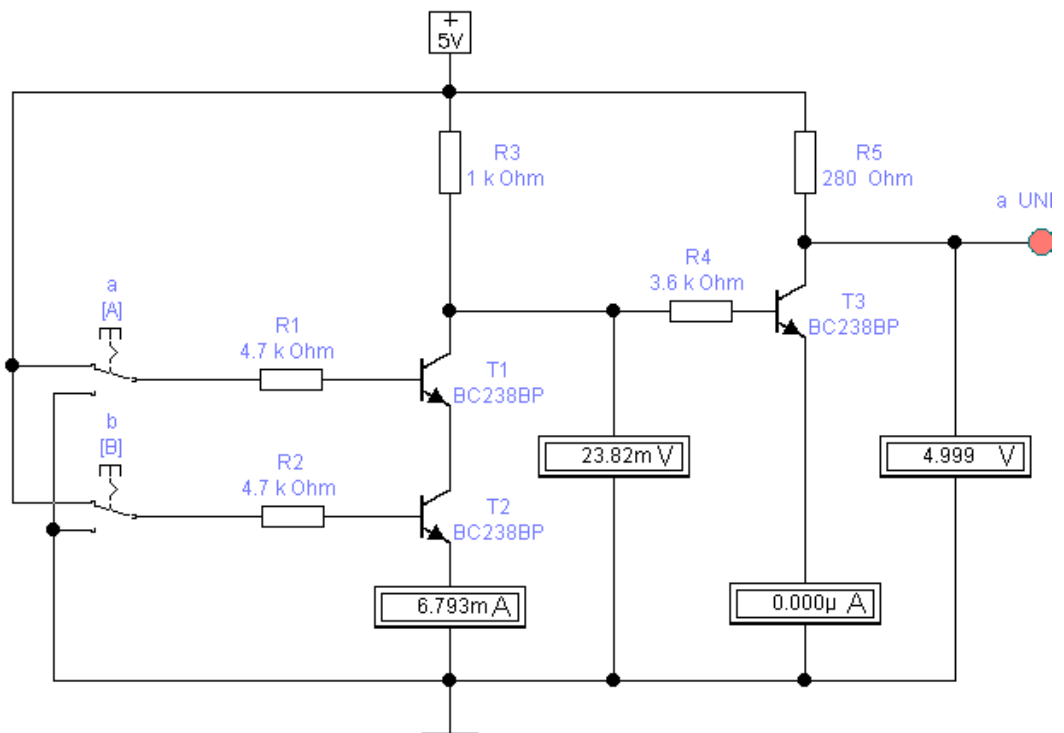 +
5V
R3
1 k Ohm
R5
280 Ohm
a UN
R4
3.6 k Ohm
T3
BC238BP
a
[A]
R1
4.7 k Ohm
T1
BC238BP
b
[B]
R2
4.7 k Ohm
T2
BC238BP
23.82m V
4.999 V
6.793m A
0.000µ A